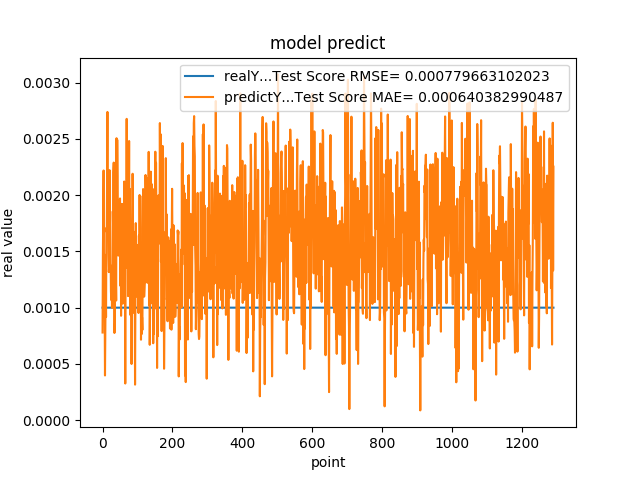 model predict
realY...Test Score RMSE= 0.000779663102023
predictY...Test Score MAE= 0.000640382990487
0.0030
0.0025
0.0020
0.0015
0.0010
0.0005
0.0000
real value
0 200 400 600 800 1000 1200
point